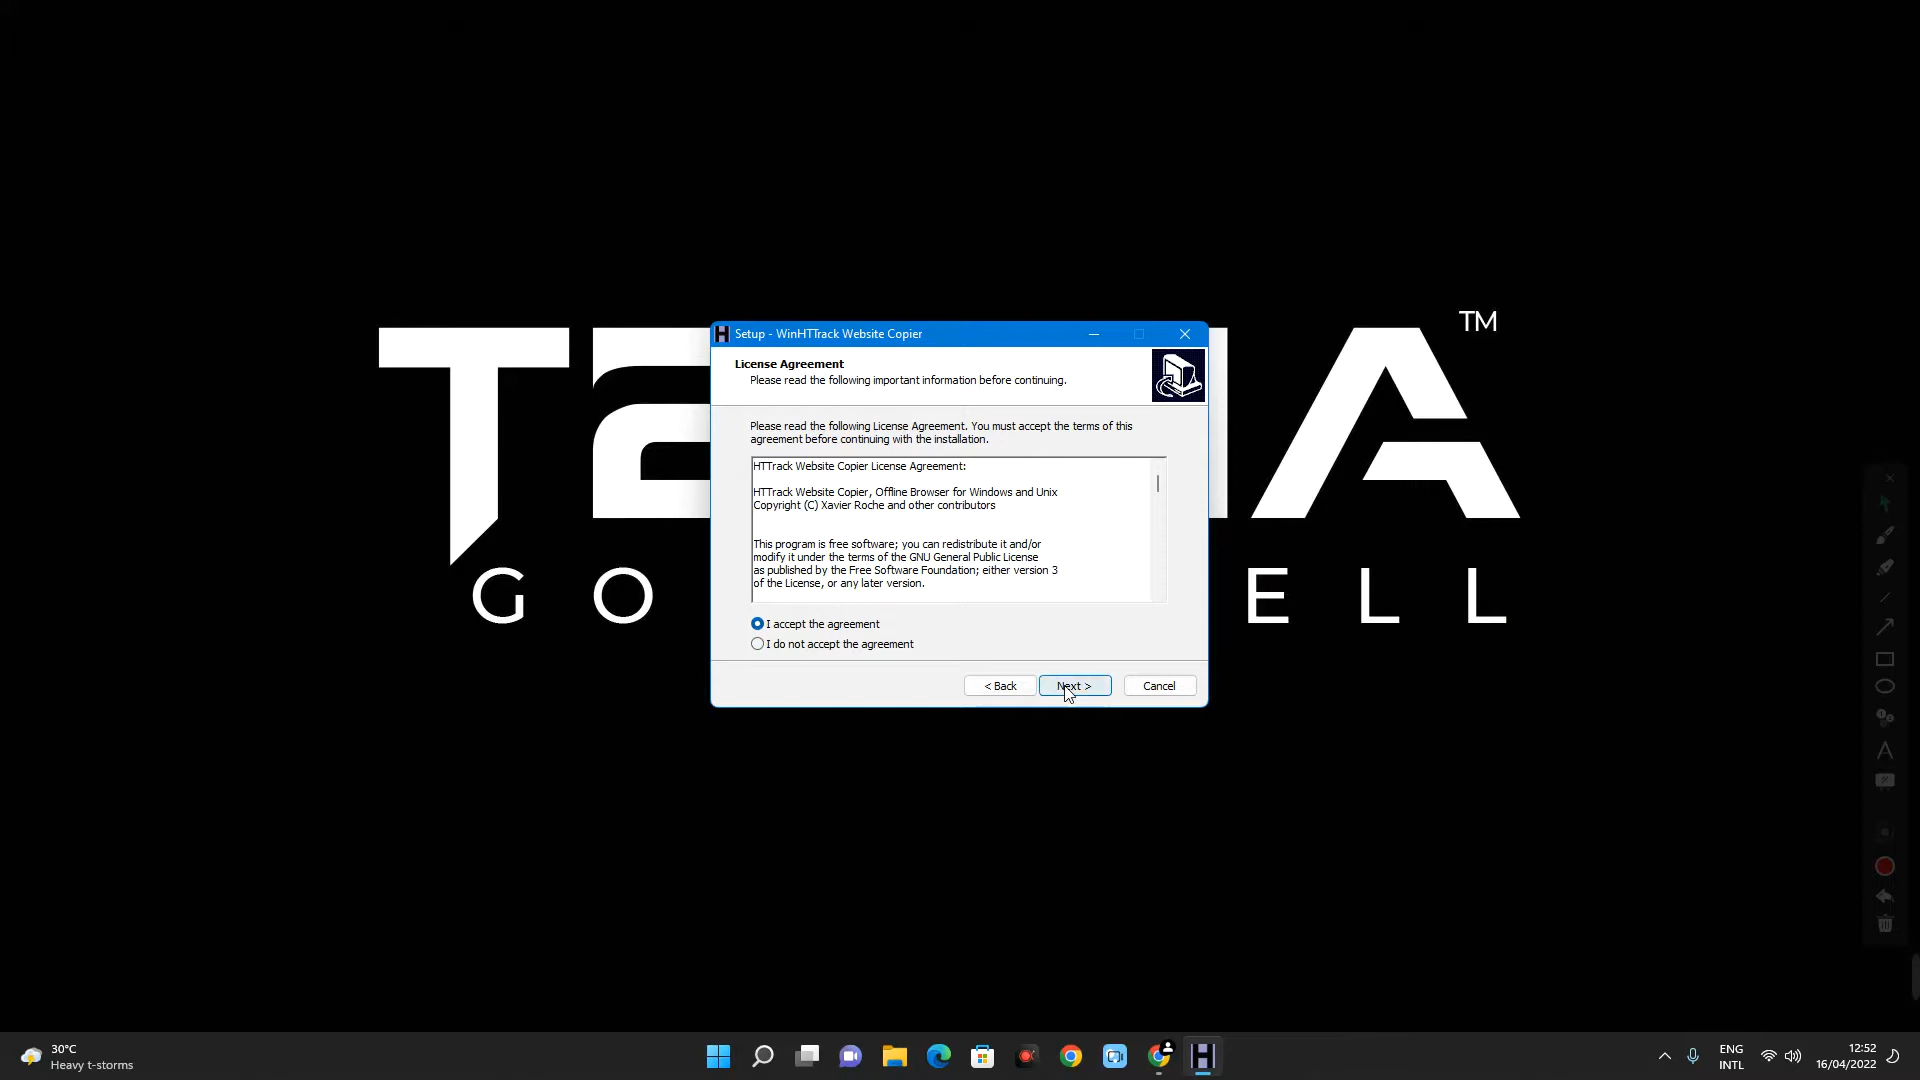 TM
Setup - WinHTTrack Website Copier
License Agreement
Please read the following important information before continuing.
Please read the following License Agreement. You must accept the terms of this
agreement before continuing with the installation.
HTTrack Website Copier License Agreement:
HTTrack Website Copier, Offline Browser for Windows and Unix
Copyright (C) Xavier Roche and other contributors
This program is free software; you can redistribute it and/or
modify it under the terms of the GNU General Public License
as published by the Free Software Foundation; either version 3
of the License, or any later version.
I accept the agreement
I do not accept the agreement
< Back
Next >
Cancel
30°C
Heavy t-storms
ENG
INTL
12:52
16/04/2022